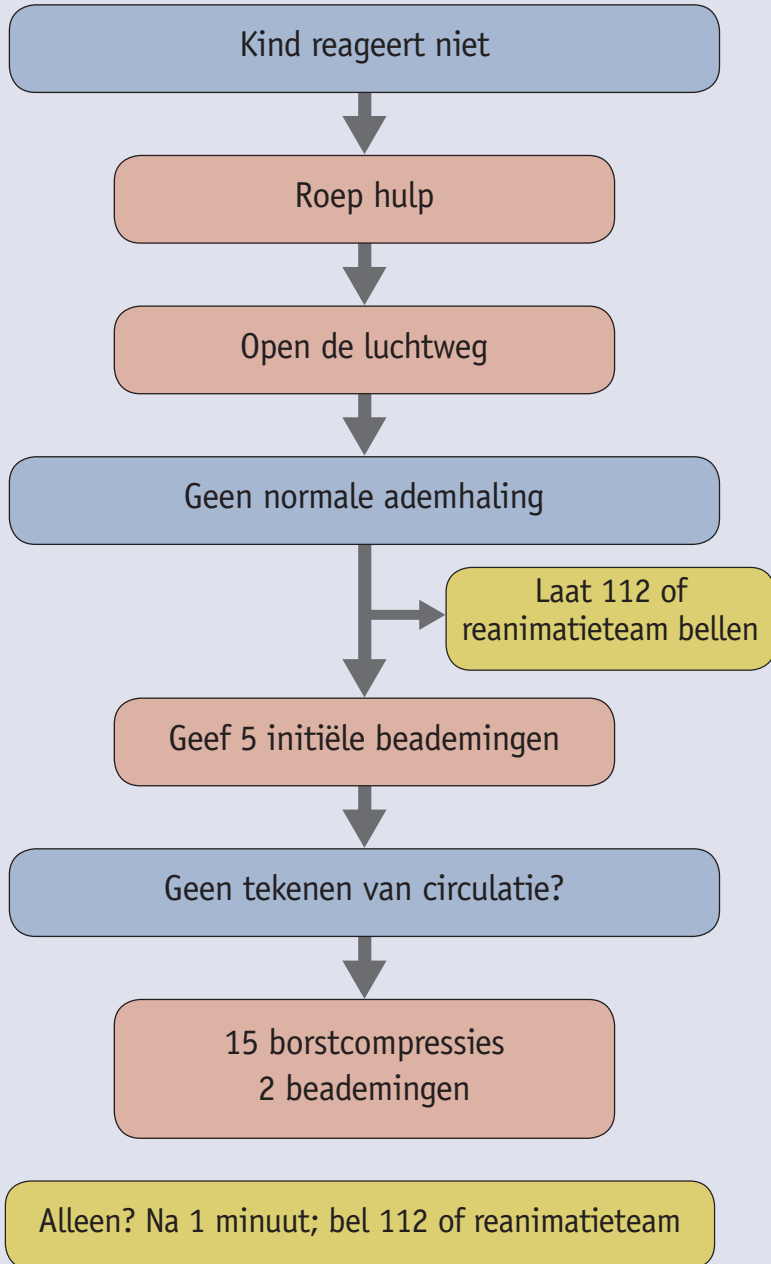 Kind reageert niet
Roep hulp
Open de luchtweg
Geen normale ademhaling
Laat 112 of
reanimatieteam bellen
Geef 5 initiële beademingen
Geen tekenen van circulatie?
15 borstcompressies
2 beademingen
Alleen? Na 1 minuut; bel 112 of reanimatieteam